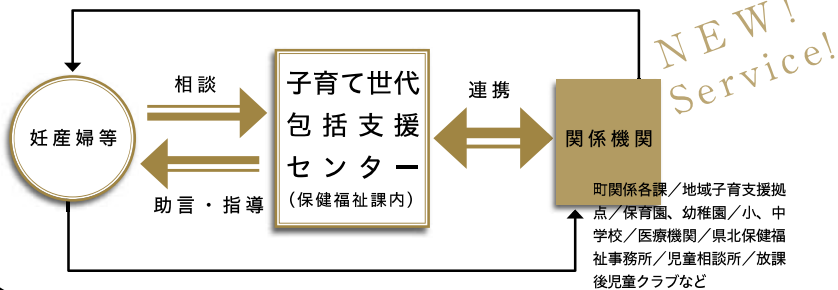 NEW!
Service!
相談
子育て世代
包括支援
センター
(保健福祉課内)
連携
妊産婦等
関係機関
助言・指導
町関係各課／地域子育支援拠
点／保育園、幼稚園／小、中
学校／医療機関／県北保健福
祉事務所／児童相談所／放課
後児童クラブなど